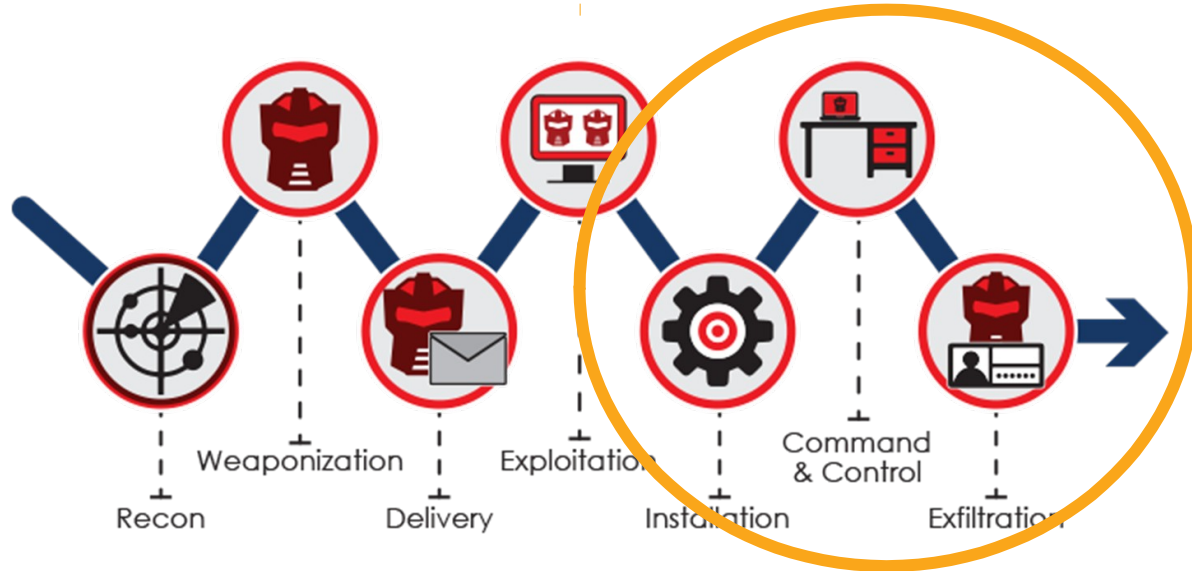 Weaponization
Exploitation
Command
& Control
Recon
Delivery
Installation
Exfiltration